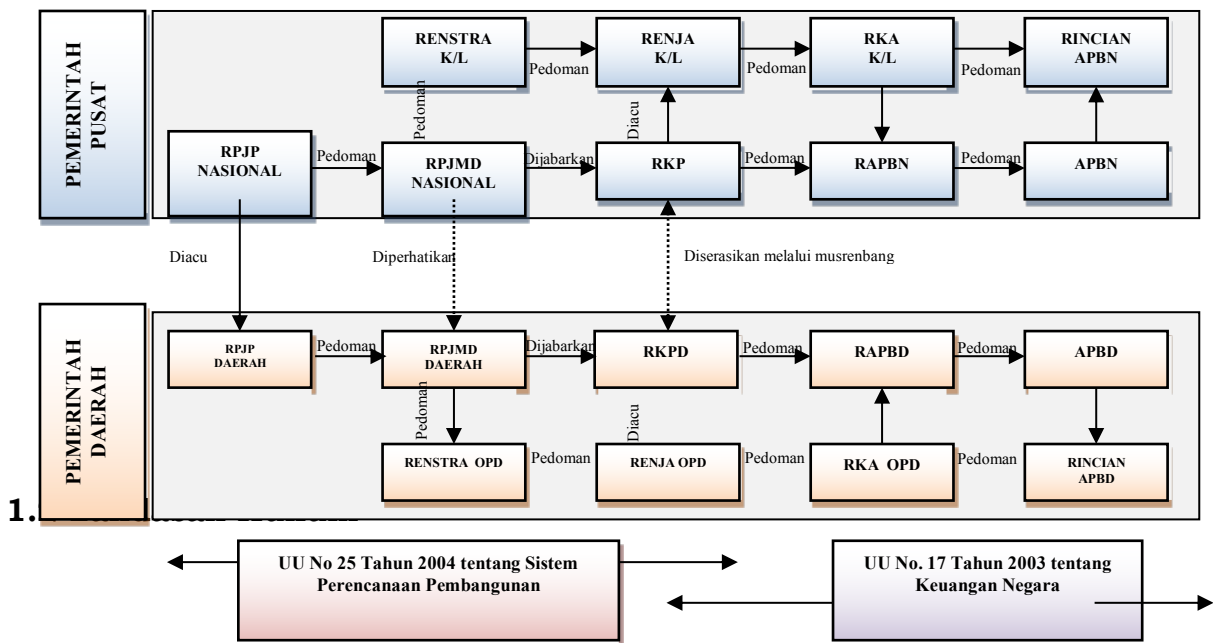 PEMERINTAH
PUSAT
RENSTRA
K/L
Pedoman
RENJA
K/L
Pedoman
RKA
K/L
Pedoman
RINCIAN
APBN
Pedoman
Diacu
RPJP
NASIONAL
Pedoman
RPJMD
NASIONAL
Dijabarkan
RKP
Pedoman
RAPBN
Pedoman
APBN
Diacu
Diperhatikan
Diserasikan melalui musrenbang
PEMERINTAH
DAERAH
RPJP
DAERAH
Pedoman
RPJMD
DAERAH
Dijabarkan
RKPD
Pedoman
RAPBD
Pedoman
APBD
Pedoman
Diacu
RENSTRA OPD
Pedoman
RENJA OPD
Pedoman
RKA OPD
Pedoman
RINCIAN
APBD
1.
UU No 25 Tahun 2004 tentang Sistem
Perencanaan Pembangunan
UU No. 17 Tahun 2003 tentang
Keuangan Negara